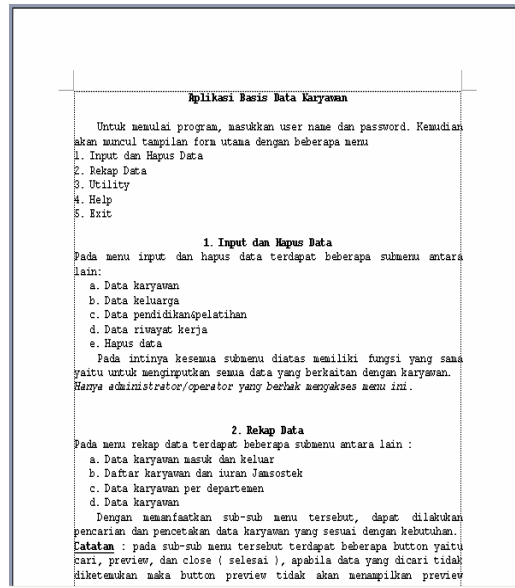 Aplikasi Basis Data Karyawan
Untuk memulai program, masukkan user name dan password. Kemudian
akan muncul tampilan form utama dengan beberapa menu
1. Input dan Hapus Data
2. Rekap Data
3. Utility
4. Help
5. Exit
1. Input dan Hapus Data
Pada menu input dan hapus data terdapat beberapa submenu antara
lain:
a. Data karyawan
b. Data keluarga
c. Data pendidikan&pelatihan
d. Data riwayat kerja
e. Hapus data
Pada intinya kesemua submenu diatas memiliki fungsi yang sama
yaitu untuk menginputkan semua data yang berkaitan dengan karyawan.
Hanya administrator/operator yang berhak mengakses menu ini.
2. Rekap Data
Pada menu rekap data terdapat beberapa submenu antara lain :
a. Data karyawan masuk dan keluar
b. Daftar karyawan dan iuran Jamsostek
c. Data karyawan per departemen
d. Data karyawan
Dengan memanfaatkan sub-sub menu tersebut, dapat dilakukan
pencarian dan pencetakan data karyawan yang sesuai dengan kebutuhan.
Catatan : pada sub-sub menu tersebut terdapat beberapa button yaitu
cari, preview, dan close ( selesai ), apabila data yang dicari tidak
diketemukan maka button preview tidak akan menampilkan preview